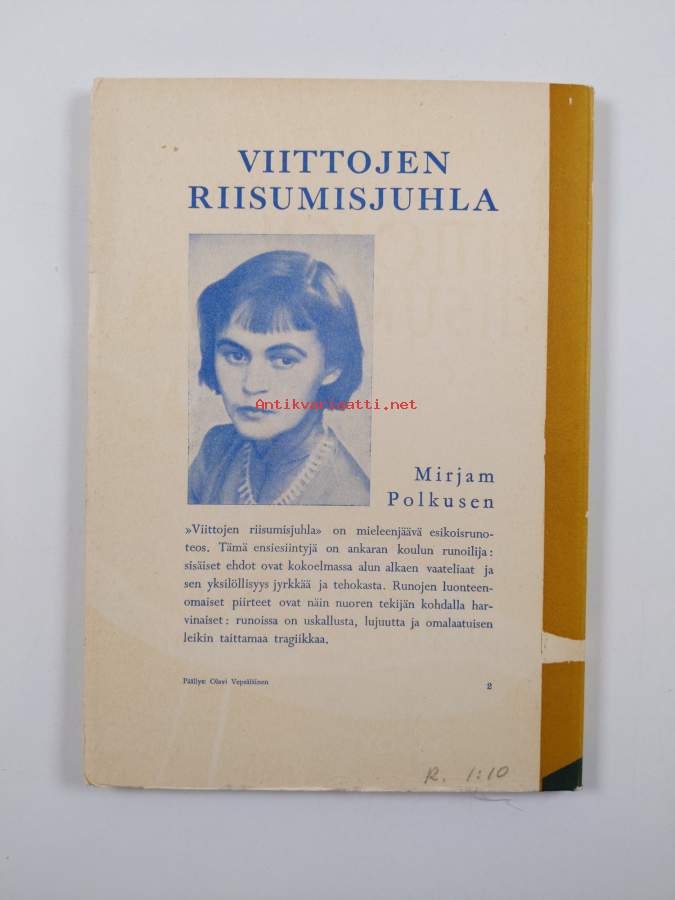 VIITTOJEN
RIISUMISJUHLA
Antikvariaatti.net
Mirjam
Polkusen
»Viittojen riisumisjuhla» on mieleenjäävä esikoisruno-
teos. Tämä ensiesiintyjä on ankaran koulun runoilija:
sisäiset ehdot ovat kokoelmassa alun alkaen vaateliaat ja
sen yksilöllisyys jyrkkää ja tehokasta. Runojen luonteen-
omaiset piirteet ovat näin nuoren tekijän kohdalla har-
vinaiset: runoissa on uskallusta, lujuutta ja omalaatuisen
leikin taittamaa tragiikkaa.
Päällys: Olavi Vepsäläinen
2
R. 1:10